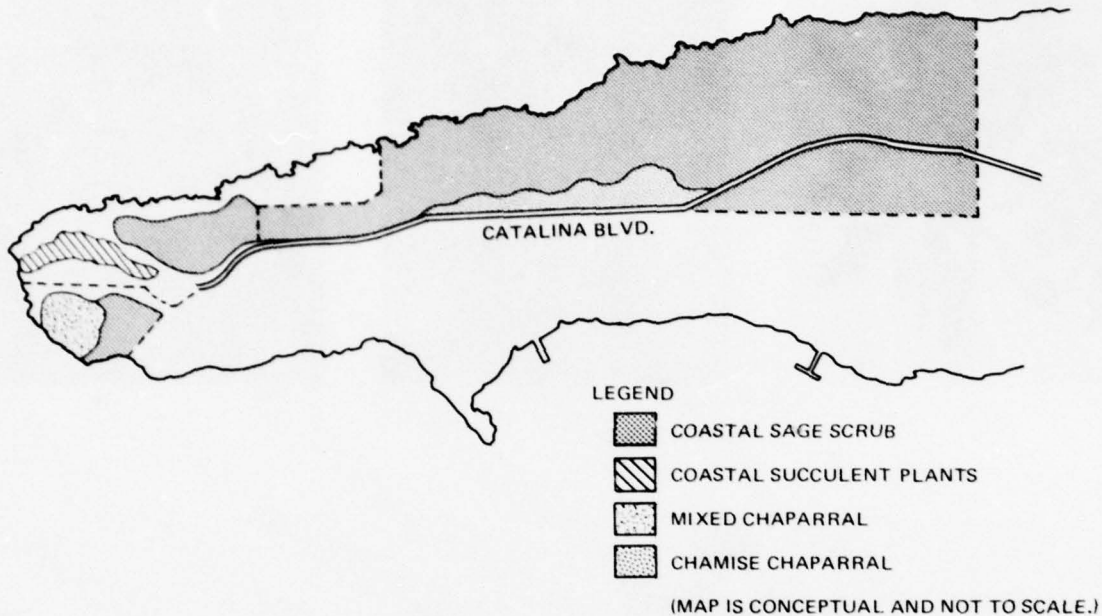 CATALINA BLVD.
LEGEND
COASTAL SAGE SCRUB
COASTAL SUCCULENT PLANTS
MIXED CHAPARRAL
CHAMISE CHAPARRAL
(MAP IS CONCEPTUAL AND NOT TO SCALE.)